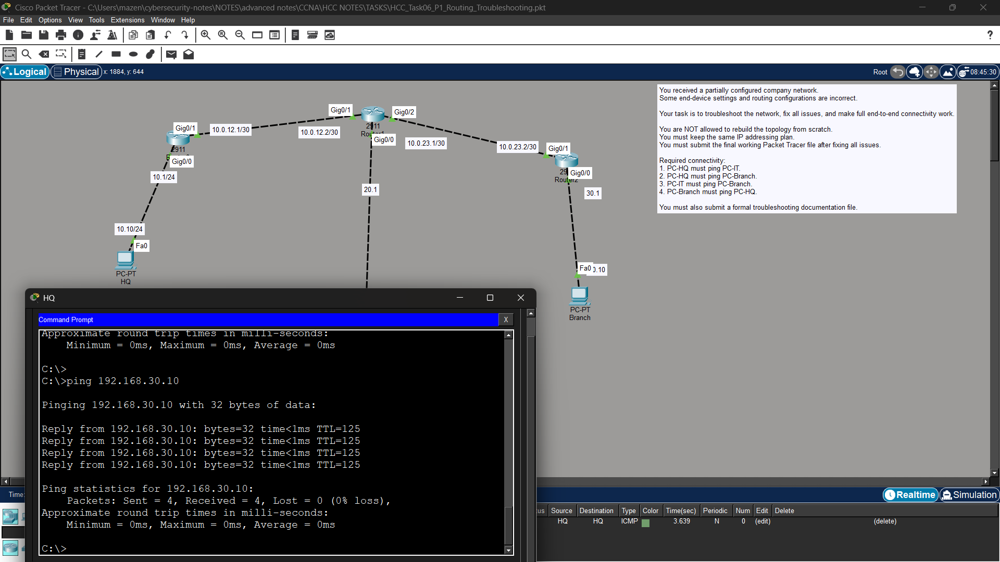 Cisco Packet Tracer - C:\Users\mazen\cybersecurity-notes\NOTES\advanced notes\CCNA\HCC NOTES\TASKS\HCC_Task06_P1_Routing_Troubleshooting.pkt
File Edit Options View Tools Extensions Window Help
?
Logical Physical x: 1884, y: 644
Root 08:45:30
You received a partially configured company network.
Some end-device settings and routing configurations are incorrect.
Your task is to troubleshoot the network, fix all issues, and make full end-to-end connectivity work.
You are NOT allowed to rebuild the topology from scratch.
You must keep the same IP addressing plan.
You must submit the final working Packet Tracer file after fixing all issues.
Required connectivity:
1. PC-HQ must ping PC-IT.
2. PC-HQ must ping PC-Branch.
3. PC-IT must ping PC-Branch.
4. PC-Branch must ping PC-HQ.
You must also submit a formal troubleshooting documentation file.
Gig0/1
Gig0/2
2911
Gig0/0
Gig0/1
10.0.12.1/30
10.0.12.2/30
10.0.23.1/30
10.0.23.2/30
Gig0/1
2911
Gig0/0
Gig0/0
Router2
10.1/24
20.1
30.1
10.10/24
Fa0
PC-PT
HQ
Fa0
0.10
PC-PT
Branch
HQ
Command Prompt
X
Approximate round trip times in milli-seconds:
Minimum = 0ms, Maximum = 0ms, Average = 0ms
C:\>
C:\>ping 192.168.30.10
Pinging 192.168.30.10 with 32 bytes of data:
Reply from 192.168.30.10: bytes=32 time<1ms TTL=125
Reply from 192.168.30.10: bytes=32 time<1ms TTL=125
Reply from 192.168.30.10: bytes=32 time<1ms TTL=125
Reply from 192.168.30.10: bytes=32 time<1ms TTL=125
Ping statistics for 192.168.30.10:
Packets: Sent = 4, Received = 4, Lost = 0 (0% loss),
Approximate round trip times in milli-seconds:
Minimum = 0ms, Maximum = 0ms, Average = 0ms
C:\>
Time:
Realtime Simulation
tus Source Destination Type Color Time(sec) Periodic Num Edit Delete
HQ HQ ICMP 3.639 N 0 (edit) (delete)